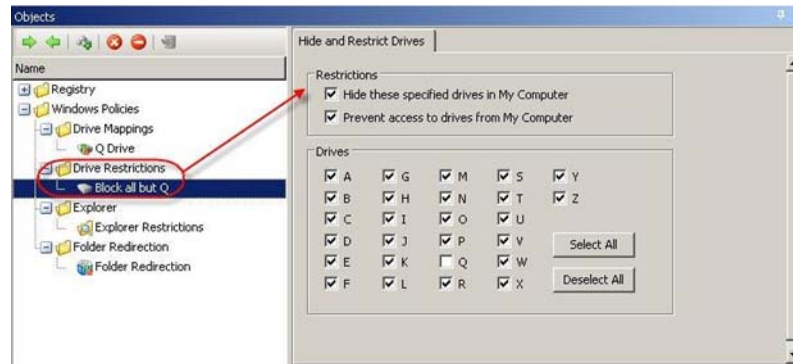 Objects
Name
Registry
Windows Policies
Drive Mappings
Q Drive
Drive Restrictions
Block all but Q
Explorer
Explorer Restrictions
Folder Redirection
Folder Redirection
Hide and Restrict Drives
Restrictions
Hide these specified drives in My Computer
Prevent access to drives from My Computer
Drives
A G M S Y
B H N T Z
C I O U
D J P V
E K Q W
F L R X
Select All
Deselect All